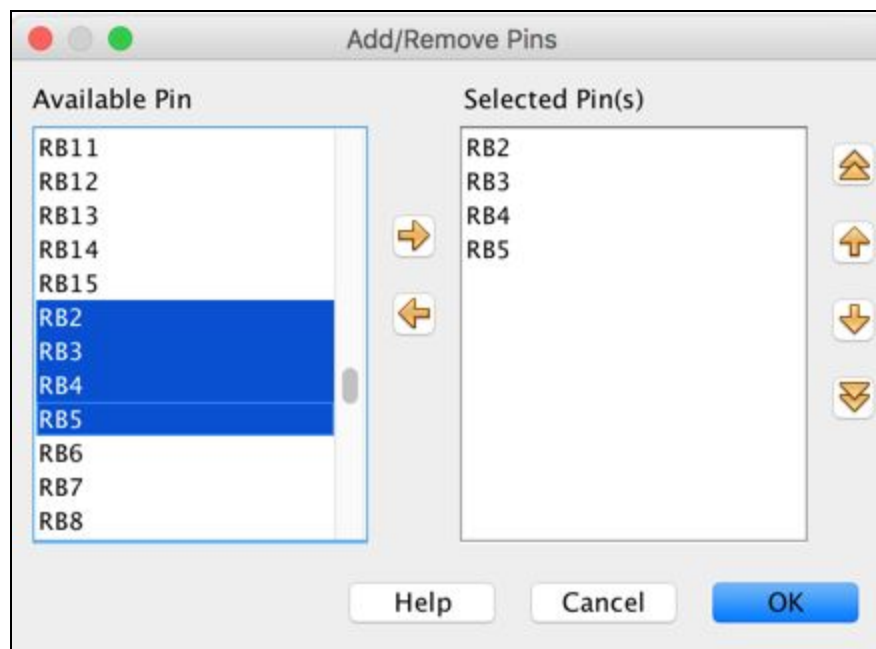 Add/Remove Pins
Available Pin
RB11
RB12
RB13
RB14
RB15
RB2
RB3
RB4
RB5
RB6
RB7
RB8
Selected Pin(s)
RB2
RB3
RB4
RB5
Help
Cancel
OK